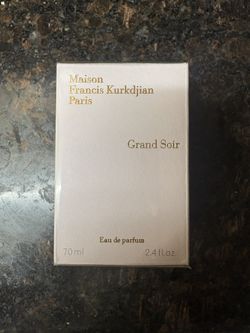 Maison
Francis Kurkdjian
Paris
Grand Soir
Eau de parfum
70 ml 2.4 fl.oz.